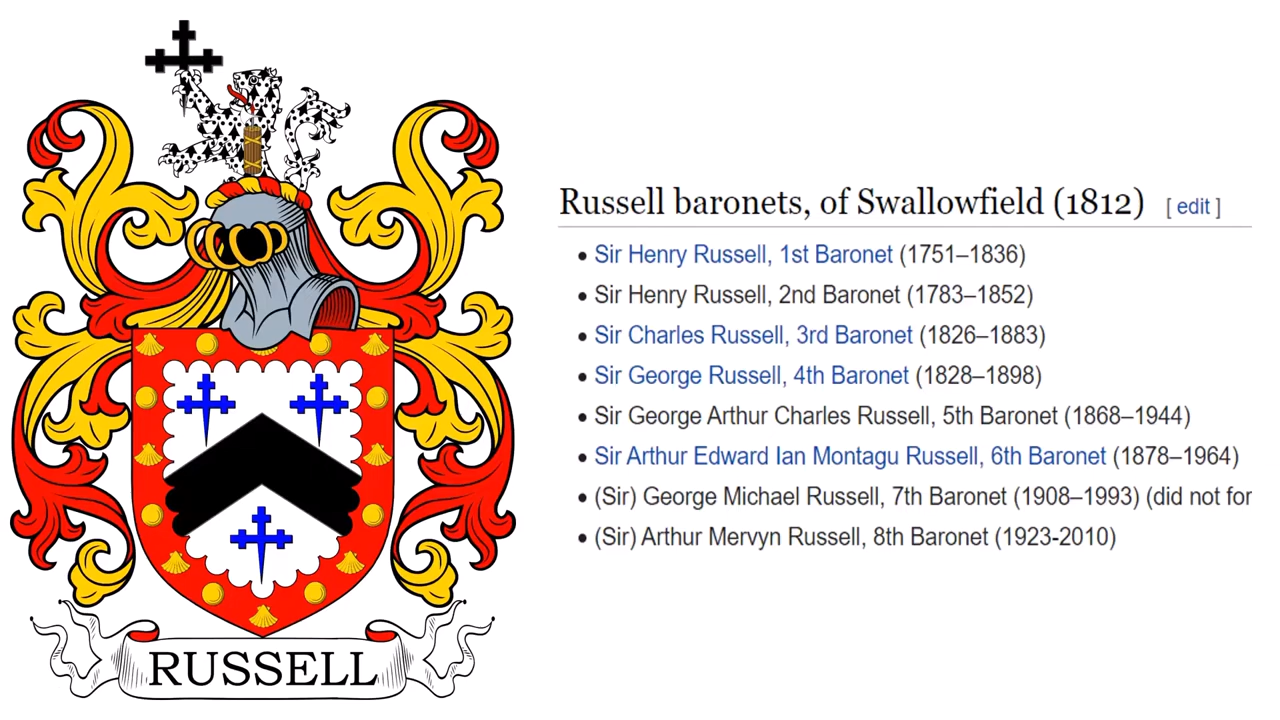 RUSSELL
Russell baronets, of Swallowfield (1812) [ edit ]
• Sir Henry Russell, 1st Baronet (1751–1836)
• Sir Henry Russell, 2nd Baronet (1783–1852)
• Sir Charles Russell, 3rd Baronet (1826–1883)
• Sir George Russell, 4th Baronet (1828–1898)
• Sir George Arthur Charles Russell, 5th Baronet (1868–1944)
• Sir Arthur Edward Ian Montagu Russell, 6th Baronet (1878–1964)
• (Sir) George Michael Russell, 7th Baronet (1908–1993) (did not for
• (Sir) Arthur Mervyn Russell, 8th Baronet (1923-2010)